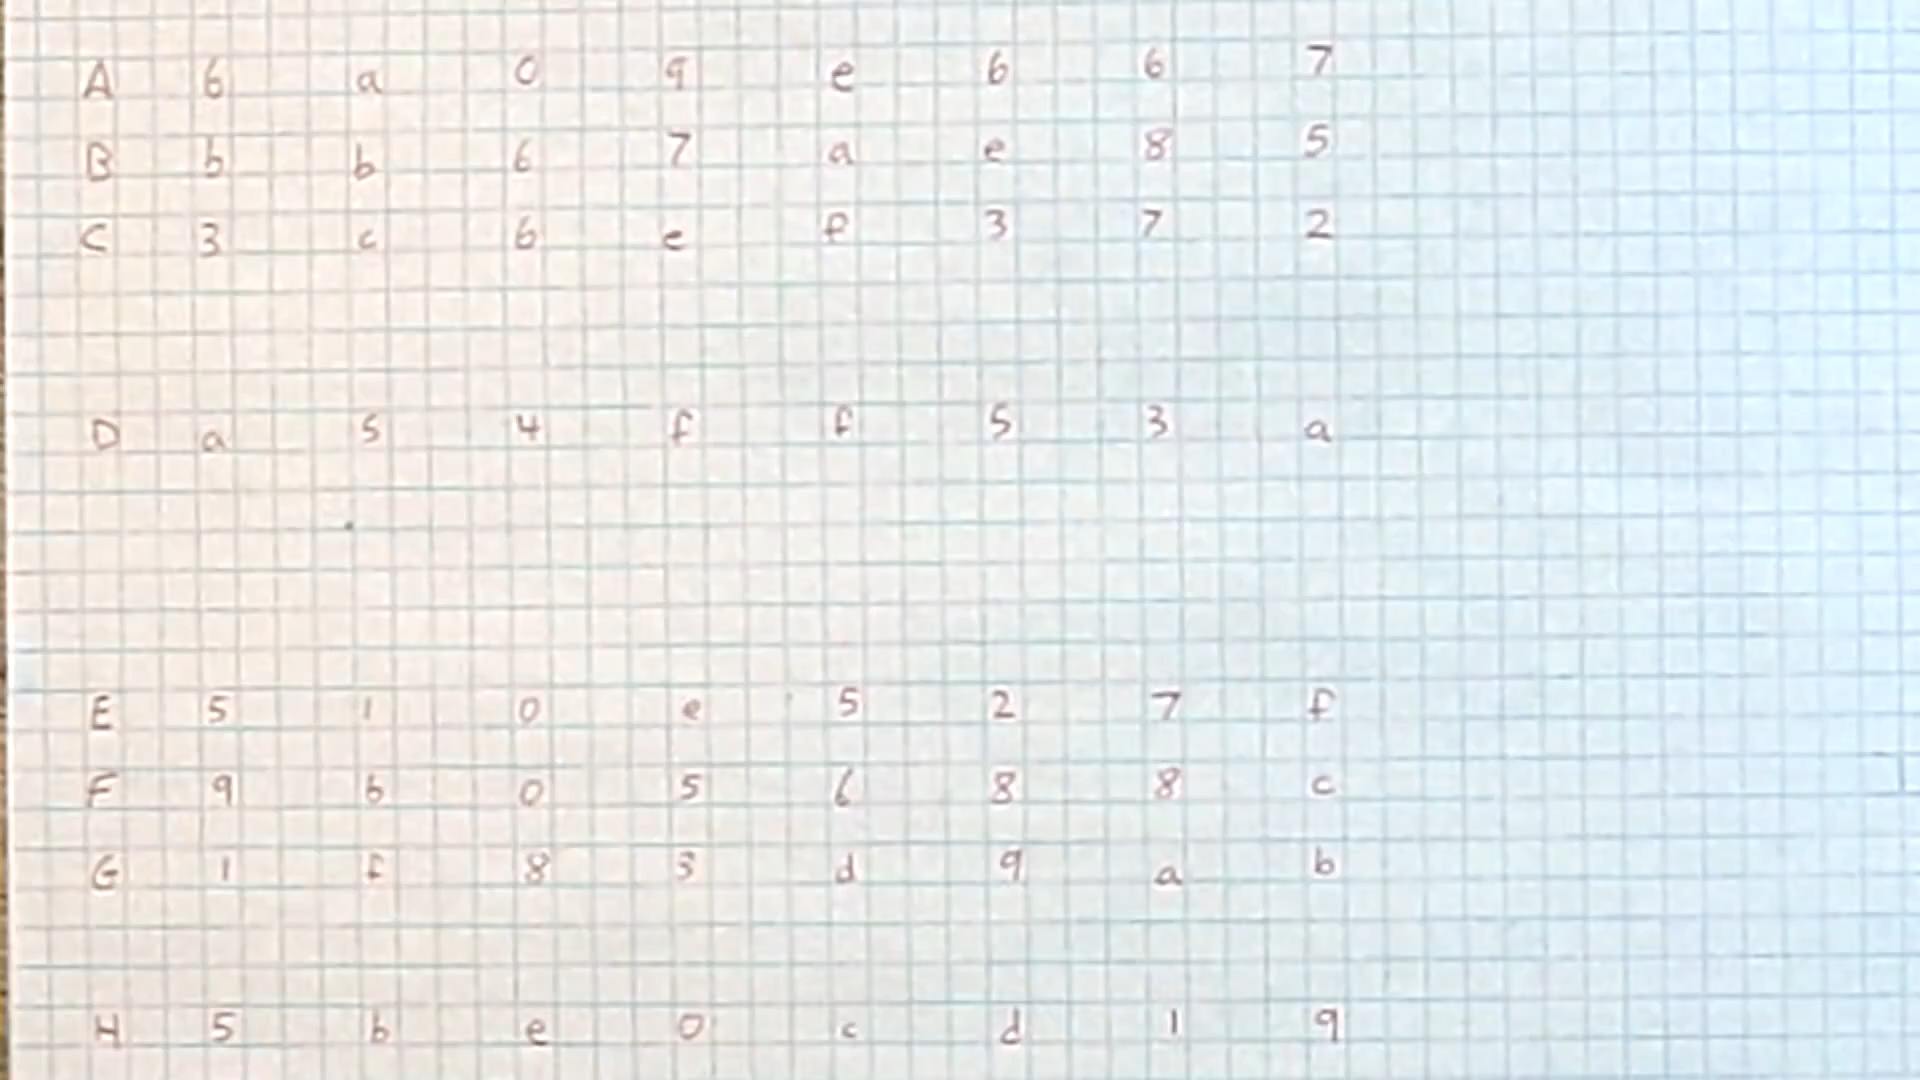 A 6 a 0 9 e 6 6 7
B b b 6 7 a e 8 5
C 3 c 6 e f 3 7 2
D a 5 4 f f 5 3 a
E 5 1 0 e 5 2 7 f
F 9 b 0 5 6 8 8 c
G 1 f 8 3 d 9 a b
H 5 b e 0 c d 1 9